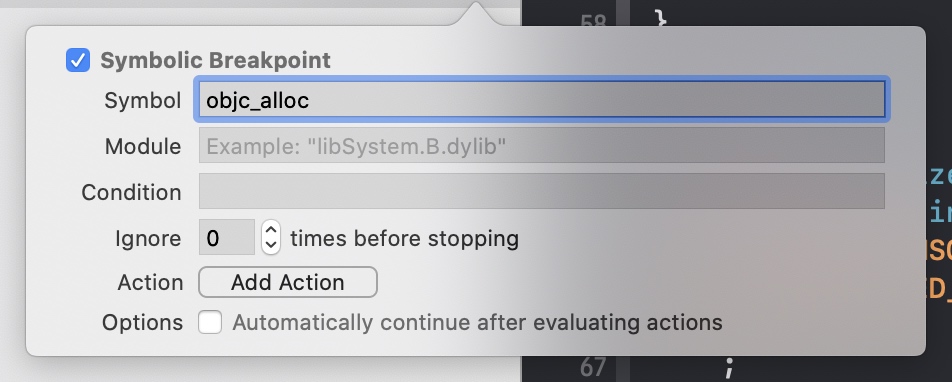 58 }
Symbolic Breakpoint
Symbol objc_alloc
Module Example: "libSystem.B.dylib"
Condition
Ignore 0 times before stopping
Action Add Action
Options Automatically continue after evaluating actions
67 ;